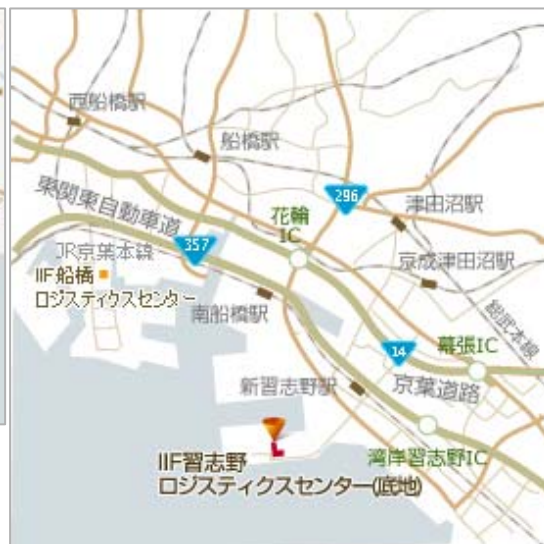 西船橋駅
船橋駅
東関東自動車道
296
花輪
IC
津田沼駅
357
JR京葉本線
京成津田沼駅
IIF船橋
ロジスティクスセンター
南船橋駅
総武本線
幕張IC
14
新習志野駅
京葉道路
湾岸習志野IC
IIF習志野
ロジスティクスセンター(底地)